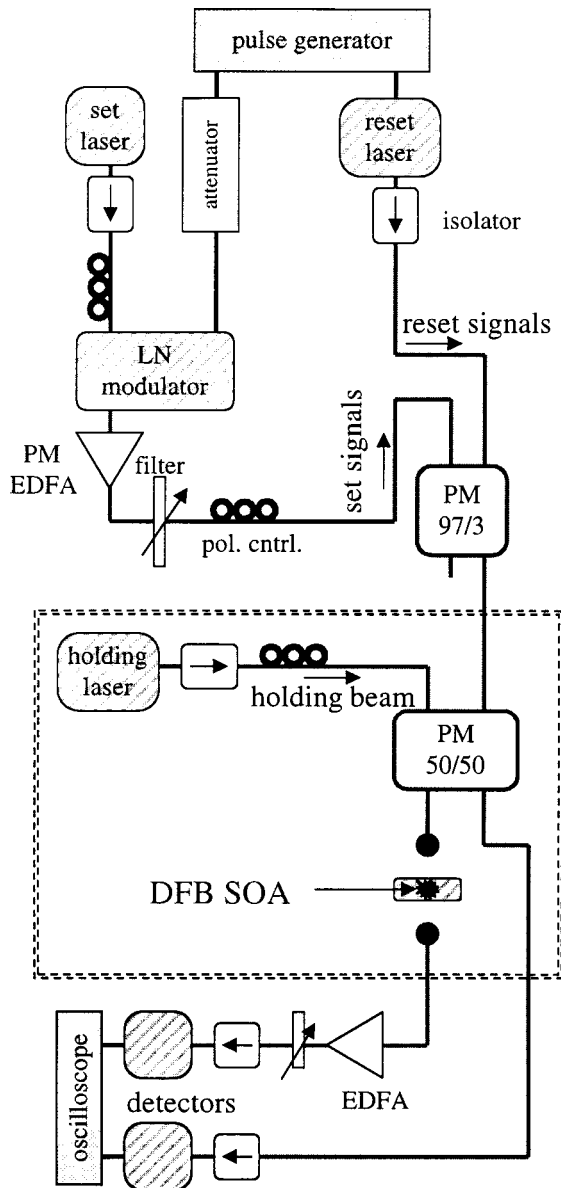 pulse generator
set
laser
attenuator
reset
laser
isolator
reset signals
LN
modulator
set signals
PM
EDFA
filter
pol. cntrl.
PM
97/3
holding
laser
holding beam
PM
50/50
DFB SOA
oscilloscope
detectors
EDFA